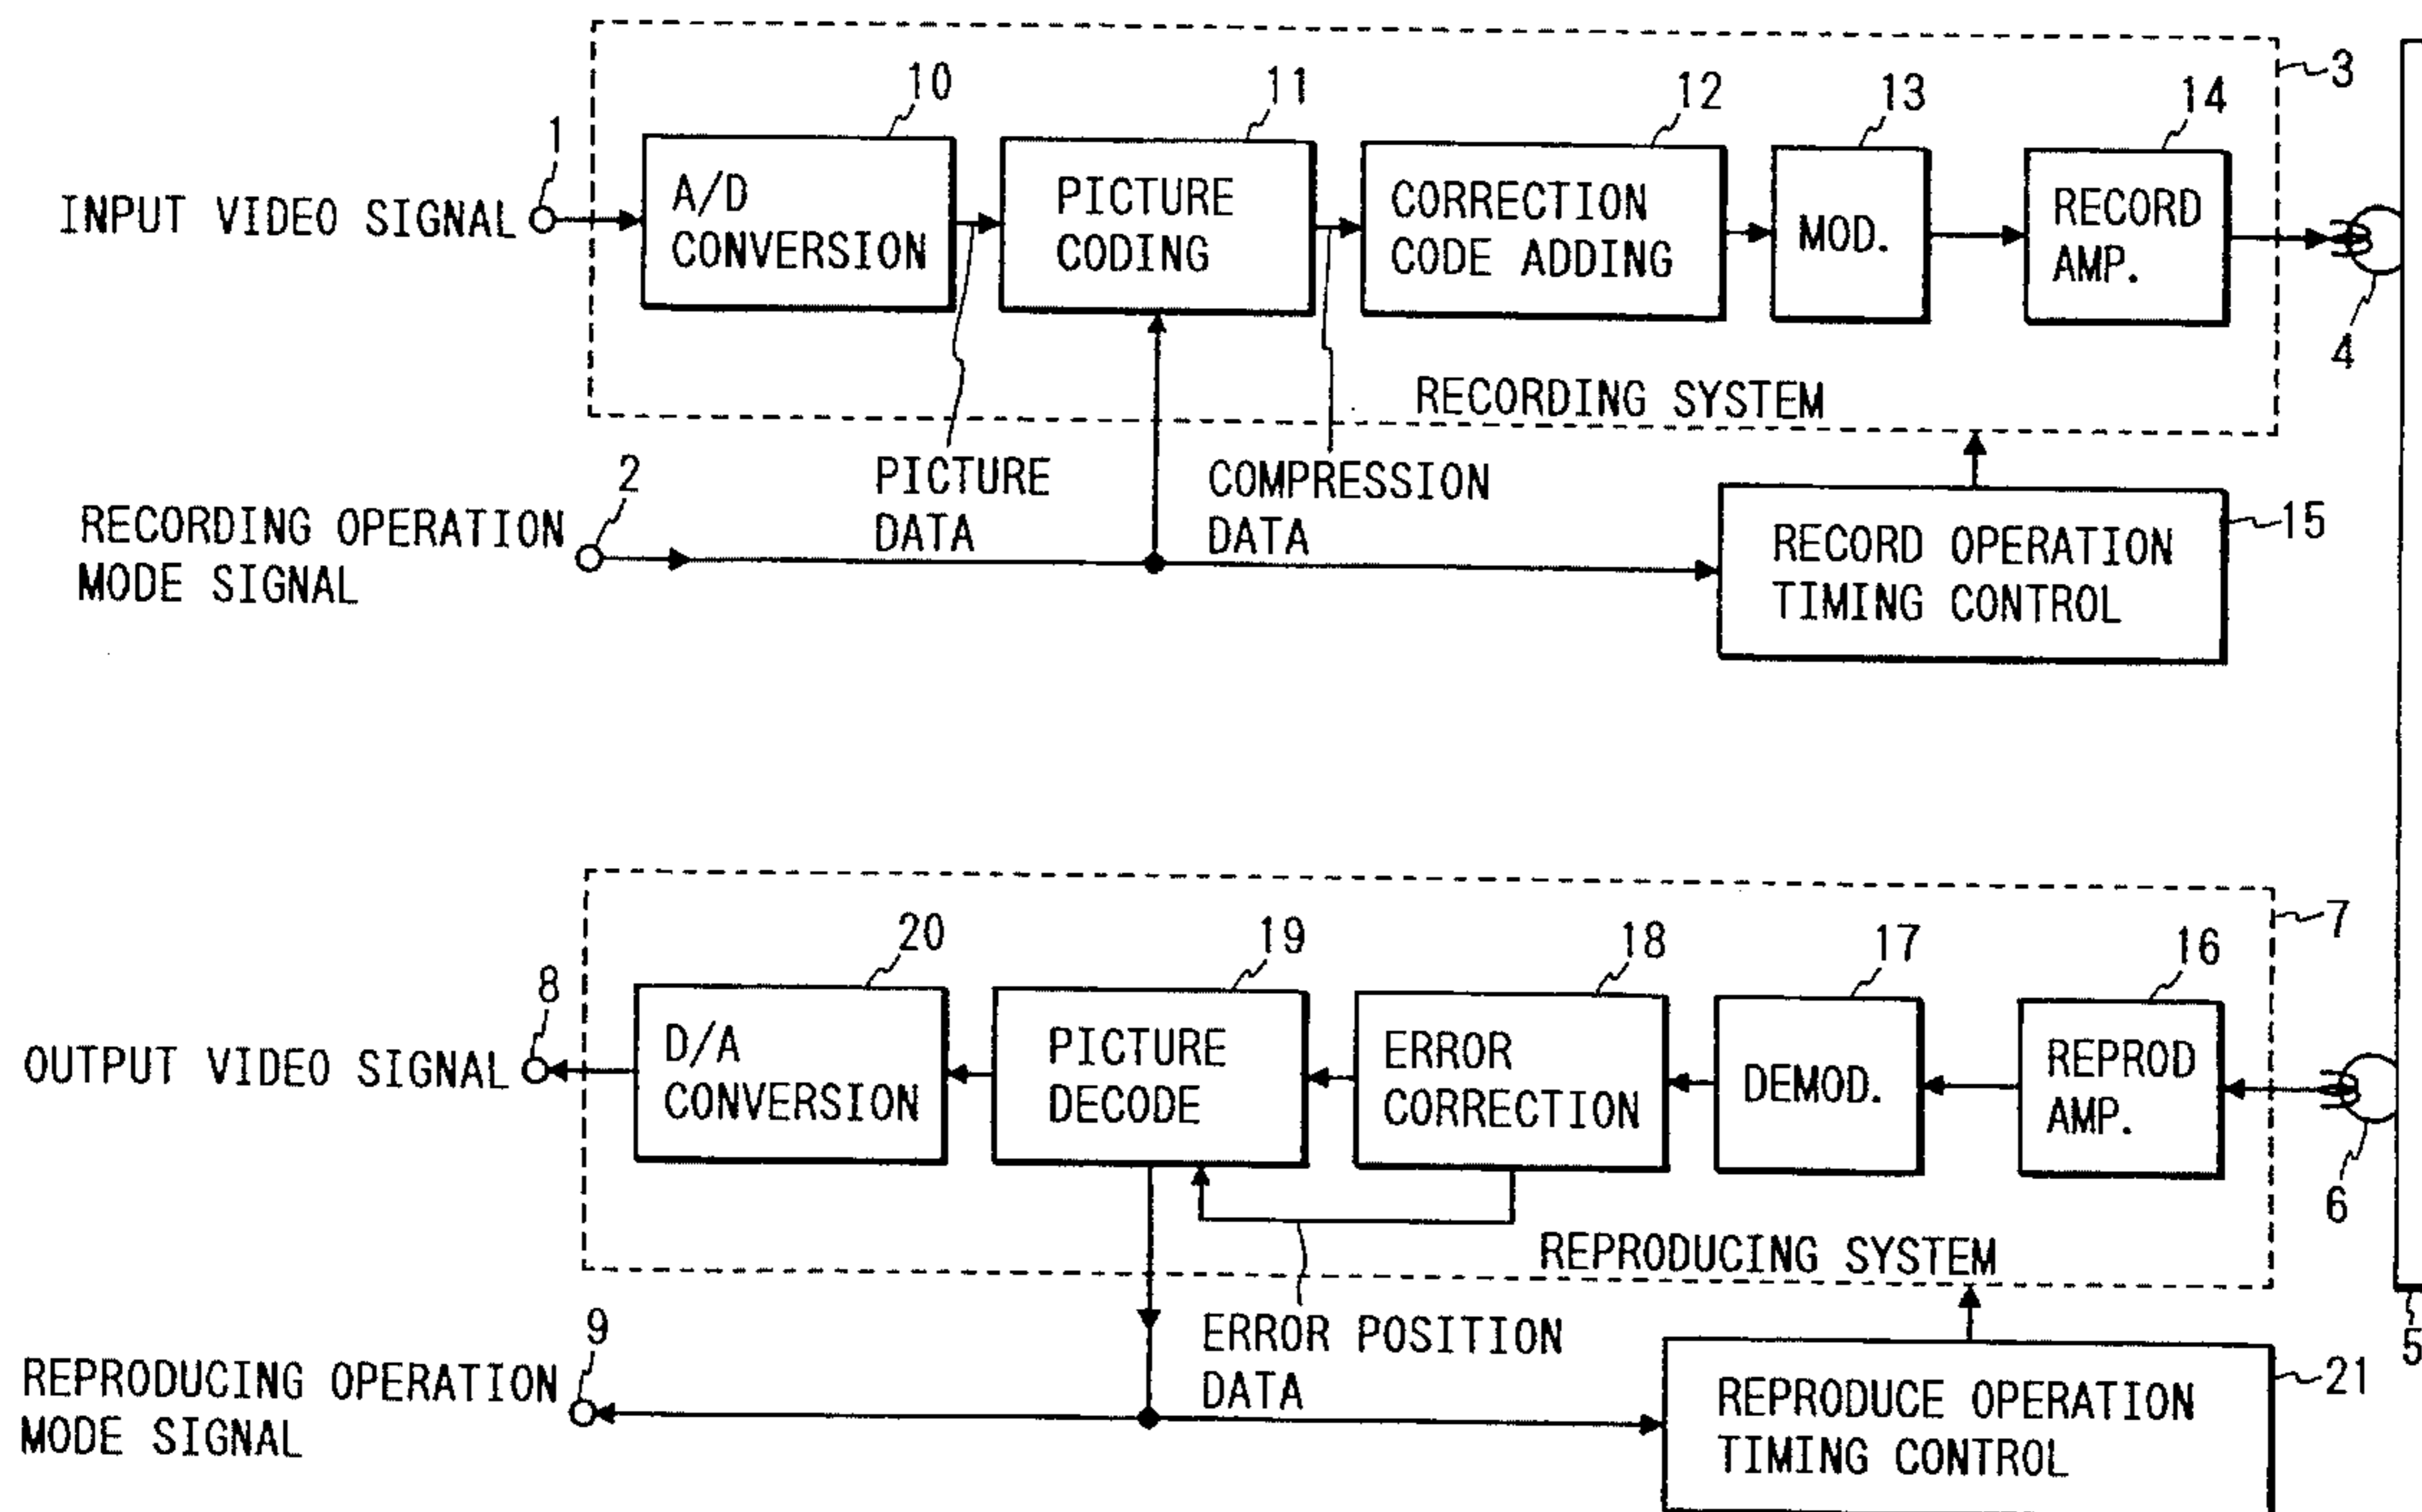 10
11
12
13
14
3
1
INPUT VIDEO SIGNAL
A/D
CONVERSION
PICTURE
CODING
CORRECTION
CODE ADDING
MOD.
RECORD
AMP.
4
RECORDING SYSTEM
2
RECORDING OPERATION
MODE SIGNAL
PICTURE
DATA
COMPRESSION
DATA
RECORD OPERATION
TIMING CONTROL
15
20
19
18
17
16
7
8
OUTPUT VIDEO SIGNAL
D/A
CONVERSION
PICTURE
DECODE
ERROR
CORRECTION
DEMOD.
REPROD
AMP.
6
REPRODUCING SYSTEM
5
9
REPRODUCING OPERATION
MODE SIGNAL
ERROR POSITION
DATA
REPRODUCE OPERATION
TIMING CONTROL
21